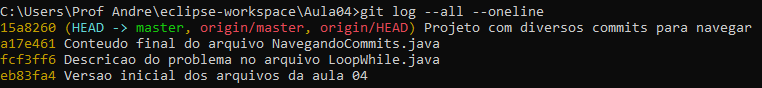 C:\Users\Prof Andre\eclipse-workspace\Aula04>git log --all --oneline
15a8260 (HEAD -> master, origin/master, origin/HEAD) Projeto com diversos commits para navegar
a17e461 Conteudo final do arquivo NavegandoCommits.java
fcf3ff6 Descricao do problema no arquivo LoopWhile.java
eb83fa4 Versao inicial dos arquivos da aula 04